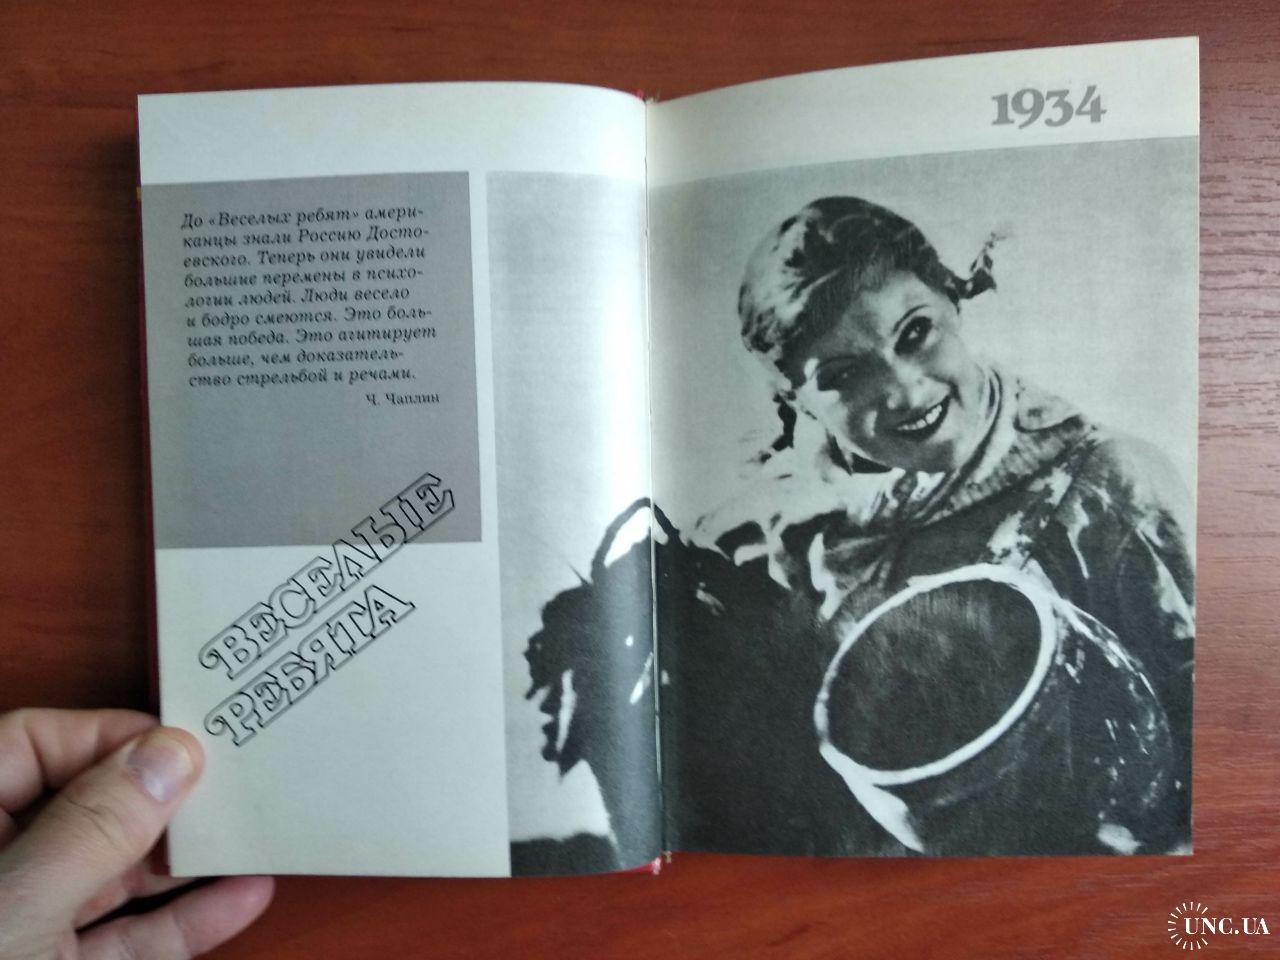 До «Веселых ребят» амери-
канцы знали Россию Досто-
евского. Теперь они увидели
большие перемены в психо-
логии людей. Люди весело
и бодро смеются. Это боль-
шая победа. Это агитирует
больше, чем доказатель-
ство стрельбой и речами.
Ч. Чаплин
ВЕСЕЛЫЕ
РЕБЯТА
1934
UNC.UA